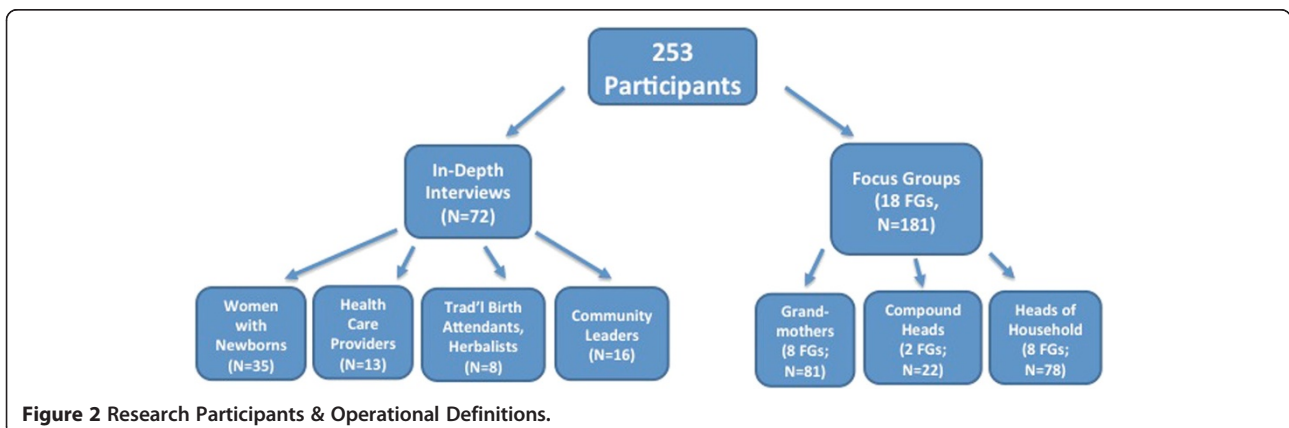 253
Participants
In-Depth
Interviews
(N=72)
Focus Groups
(18 FGs,
N=181)
Women
with
Newborns
(N=35)
Health
Care
Providers
(N=13)
Trad'l Birth
Attendants,
Herbalists
(N=8)
Community
Leaders
(N=16)
Grand-
mothers
(8 FGs;
N=81)
Compound
Heads
(2 FGs;
N=22)
Heads of
Household
(8 FGs;
N=78)
Figure 2 Research Participants & Operational Definitions.